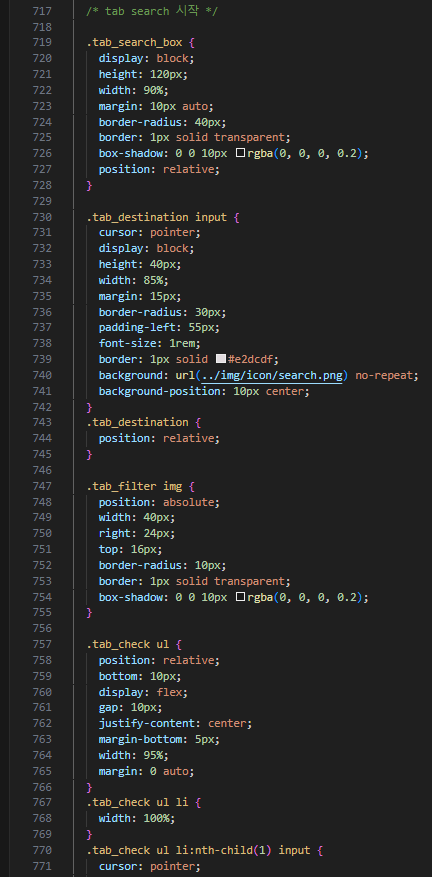 717 /* tab search 시작 */
718
719 .tab_search_box {
720 display: block;
721 height: 120px;
722 width: 90%;
723 margin: 10px auto;
724 border-radius: 40px;
725 border: 1px solid transparent;
726 box-shadow: 0 0 10px rgba(0, 0, 0, 0.2);
727 position: relative;
728 }
729
730 .tab_destination input {
731 cursor: pointer;
732 display: block;
733 height: 40px;
734 width: 85%;
735 margin: 15px;
736 border-radius: 30px;
737 padding-left: 55px;
738 font-size: 1rem;
739 border: 1px solid #e2dcdf;
740 background: url(../img/icon/search.png) no-repeat;
741 background-position: 10px center;
742 }
743 .tab_destination {
744 position: relative;
745 }
746
747 .tab_filter img {
748 position: absolute;
749 width: 40px;
750 right: 24px;
751 top: 16px;
752 border-radius: 10px;
753 border: 1px solid transparent;
754 box-shadow: 0 0 10px rgba(0, 0, 0, 0.2);
755 }
756
757 .tab_check ul {
758 position: relative;
759 bottom: 10px;
760 display: flex;
761 gap: 10px;
762 justify-content: center;
763 margin-bottom: 5px;
764 width: 95%;
765 margin: 0 auto;
766 }
767 .tab_check ul li {
768 width: 100%;
769 }
770 .tab_check ul li:nth-child(1) input {
771 cursor: pointer;